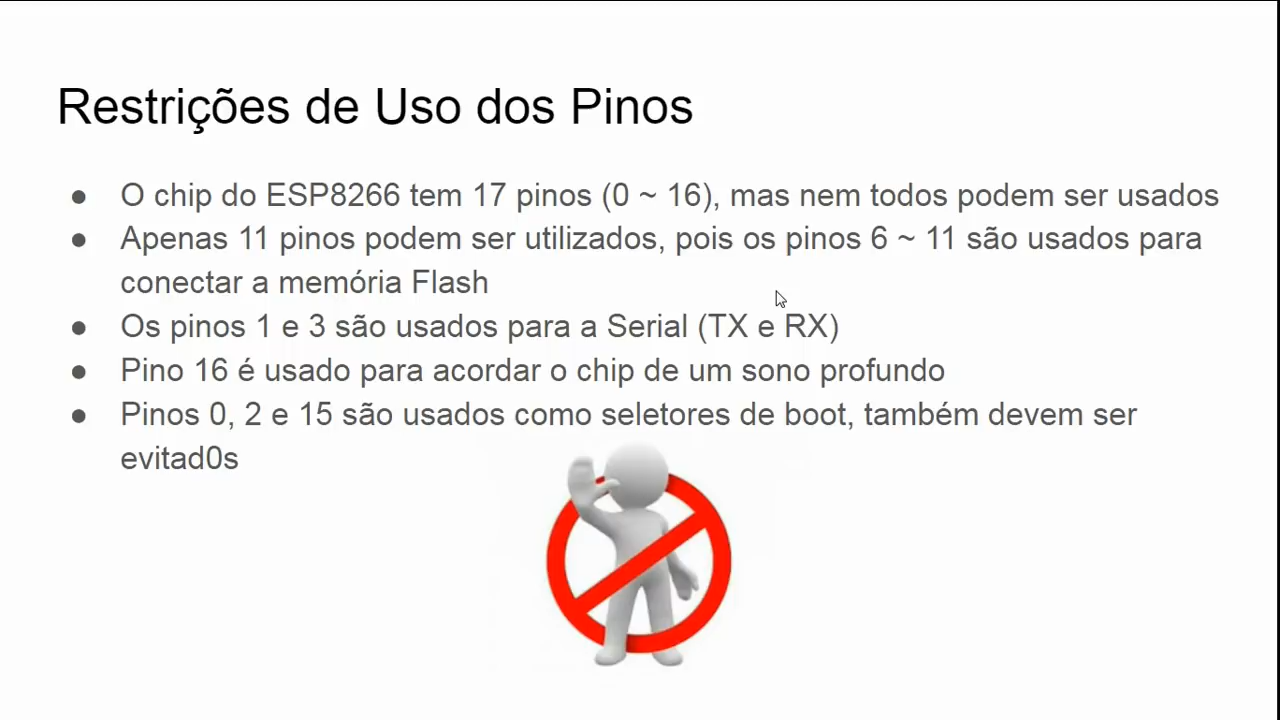 Restrições de Uso dos Pinos
● O chip do ESP8266 tem 17 pinos (0 ~ 16), mas nem todos podem ser usados
● Apenas 11 pinos podem ser utilizados, pois os pinos 6 ~ 11 são usados para
conectar a memória Flash
● Os pinos 1 e 3 são usados para a Serial (TX e RX)
● Pino 16 é usado para acordar o chip de um sono profundo
● Pinos 0, 2 e 15 são usados como seletores de boot, também devem ser
evitad0s